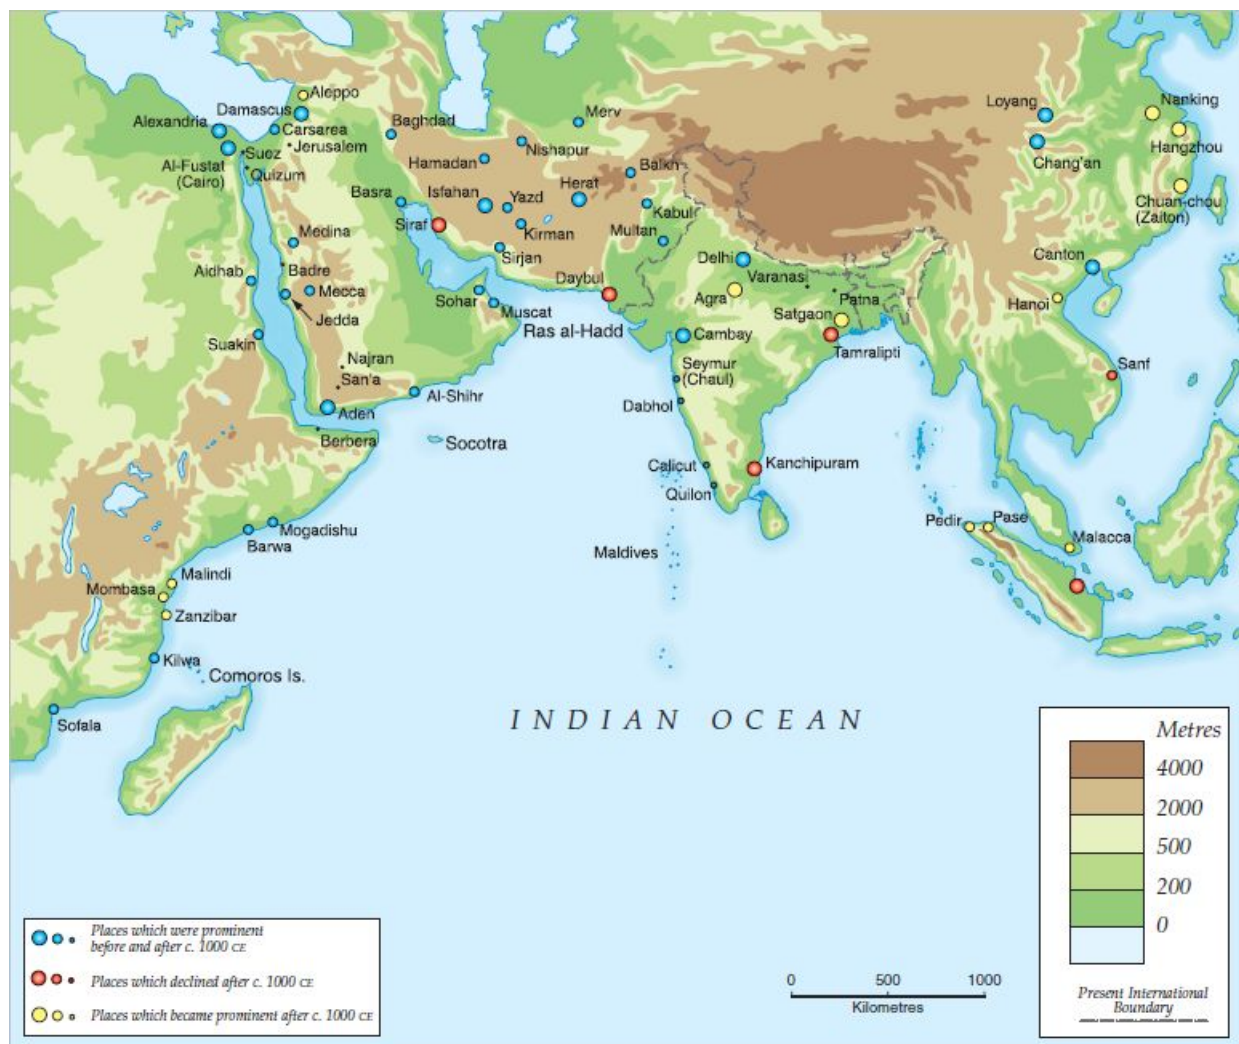 Aleppo
Damascus
Merv
Loyang
Nanking
Alexandria
Carsarea
Baghdad
Suez
Jerusalem
Nishapur
Hangzhou
Al-Fustat
(Cairo)
Quizum
Hamadan
Balkh
Chang'an
Basra
Isfahan
Yazd
Herat
Kabul
Chuan-chou
(Zaiton)
Siraf
Kirman
Multan
Medina
Sirjan
Delhi
Canton
Aidhab
Badre
Daybul
Varanasi
Mecca
Sohar
Agra
Patna
Hanoi
Jedda
Muscat
Satgaon
Suakin
Ras al-Hadd
Cambay
Tamralipti
Najran
Seymur
(Chaul)
Sanf
San'a
Al-Shihr
Dabhol
Aden
Berbera
Socotra
Calicut
Kanchipuram
Quilon
Mogadishu
Pedir
Pase
Barwa
Maldives
Malacca
Malindi
Mombasa
Zanzibar
Kilwa
Comoros Is.
Sofala
INDIAN OCEAN
Metres
4000
2000
500
200
0
Present International
Boundary
Places which were prominent
before and after c. 1000 CE
Places which declined after c. 1000 CE
Places which became prominent after c. 1000 CE
0 500 1000
Kilometres